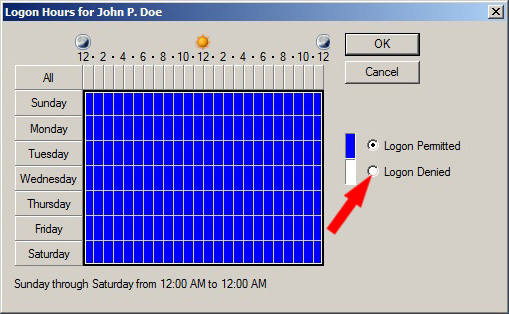 Logon Hours for John P. Doe
OK
12 · 2 · 4 · 6 · 8 · 10 · 12 · 2 · 4 · 6 · 8 · 10 · 12
Cancel
All
Sunday
Monday
Tuesday
Wednesday
Thursday
Friday
Saturday
Logon Permitted
Logon Denied
Sunday through Saturday from 12:00 AM to 12:00 AM